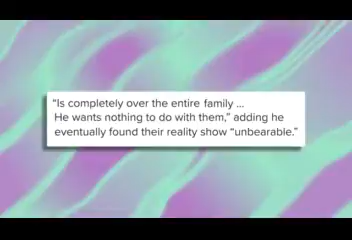 “Is completely over the entire family ...
He wants nothing to do with them,” adding he
eventually found their reality show “unbearable.”